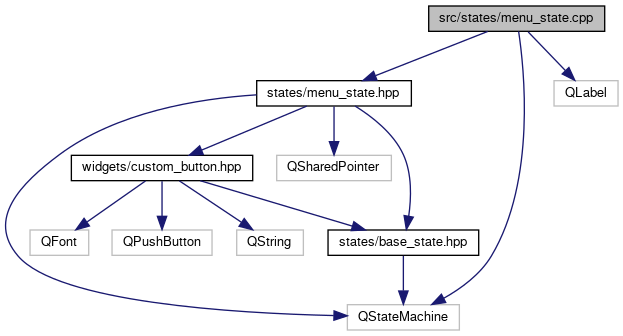 src/states/menu_state.cpp
states/menu_state.hpp
QLabel
widgets/custom_button.hpp
QSharedPointer
QFont
QPushButton
QString
states/base_state.hpp
QStateMachine